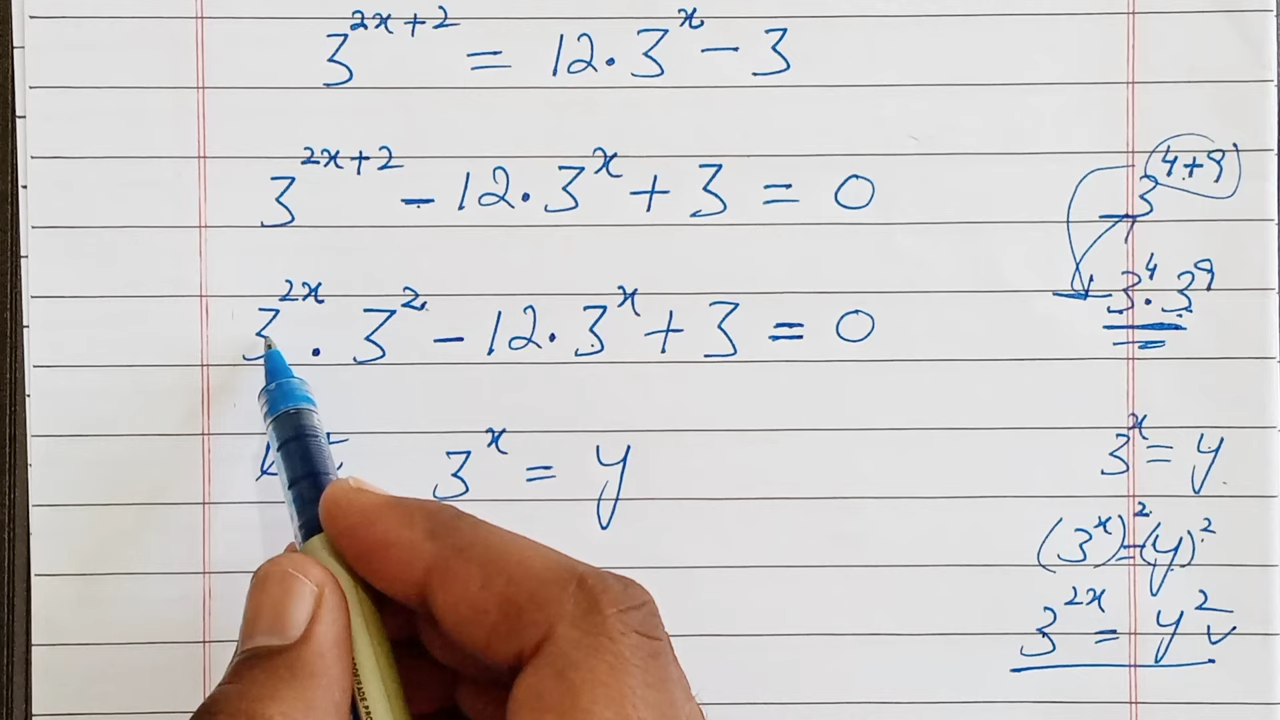 3^{2x+2} = 12·3^x − 3
3^{2x+2} − 12·3^x + 3 = 0
3^{2x} · 3^2 − 12·3^x + 3 = 0
3^x = y
3^{4+9}
3^4·3^9
3^x = y
(3^x)^2 = (y)^2
3^{2x} = y^2